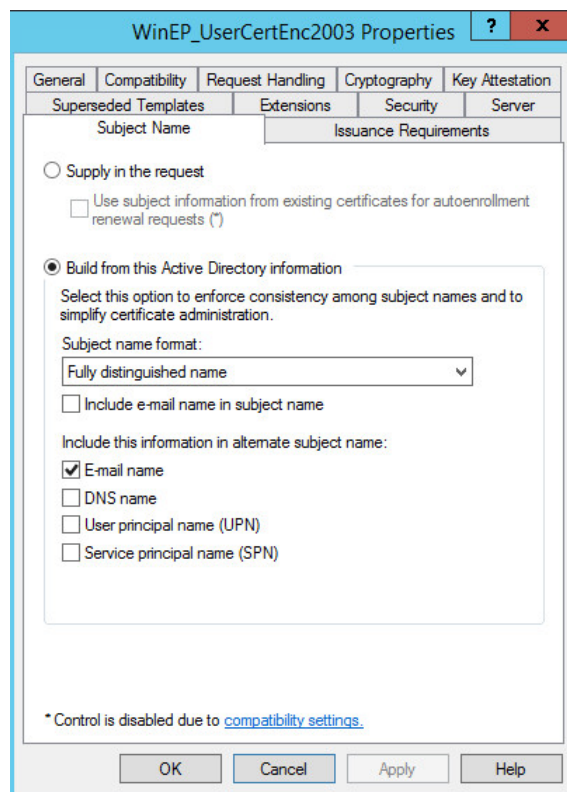 WinEP_UserCertEnc2003 Properties
?
x
General
Compatibility
Request Handling
Cryptography
Key Attestation
Superseded Templates
Extensions
Security
Server
Subject Name
Issuance Requirements
Supply in the request
Use subject information from existing certificates for autoenrollment
renewal requests (*)
Build from this Active Directory information
Select this option to enforce consistency among subject names and to
simplify certificate administration.
Subject name format:
Fully distinguished name
Include e-mail name in subject name
Include this information in alternate subject name:
E-mail name
DNS name
User principal name (UPN)
Service principal name (SPN)
* Control is disabled due to compatibility settings.
OK
Cancel
Apply
Help